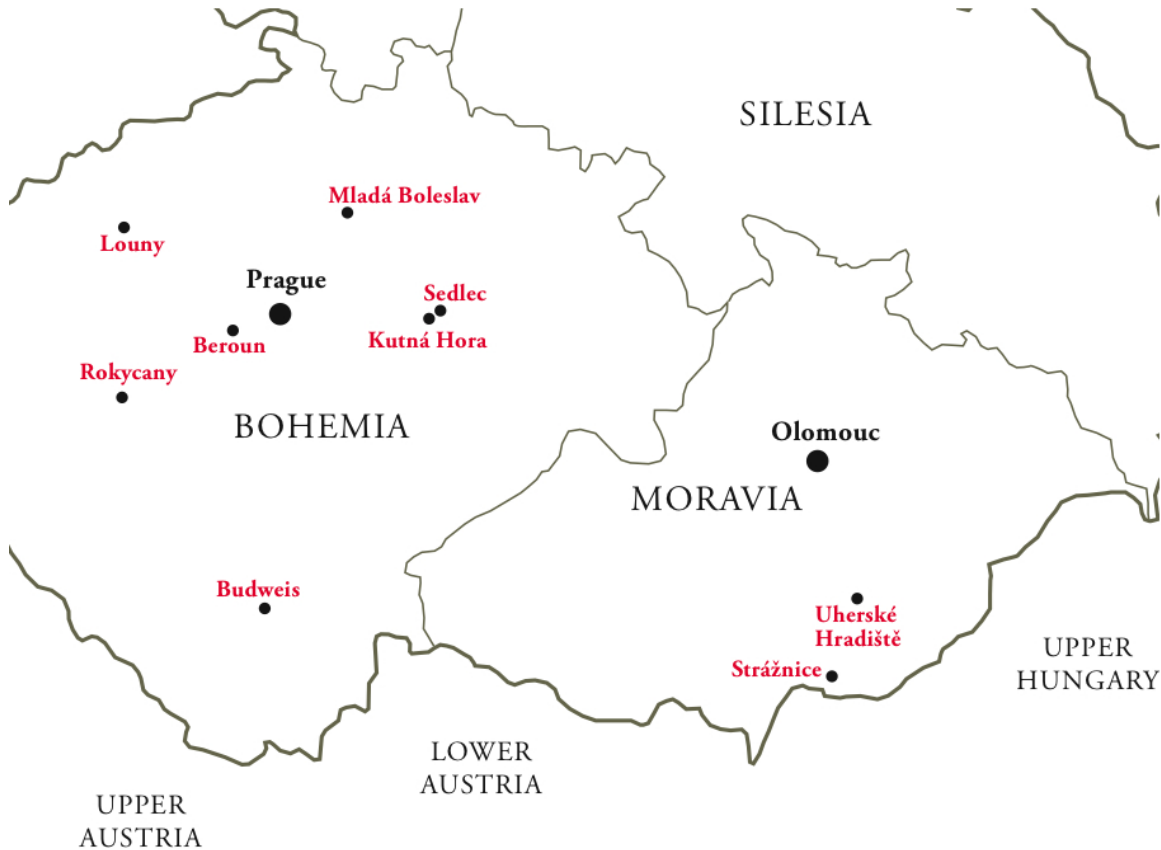 SILESIA
Mladá Boleslav
Louny
Prague
Sedlec
Beroun
Kutná Hora
Rokycany
BOHEMIA
Olomouc
MORAVIA
Budweis
Uherské
Hradiště
Strážnice
UPPER
HUNGARY
LOWER
AUSTRIA
UPPER
AUSTRIA